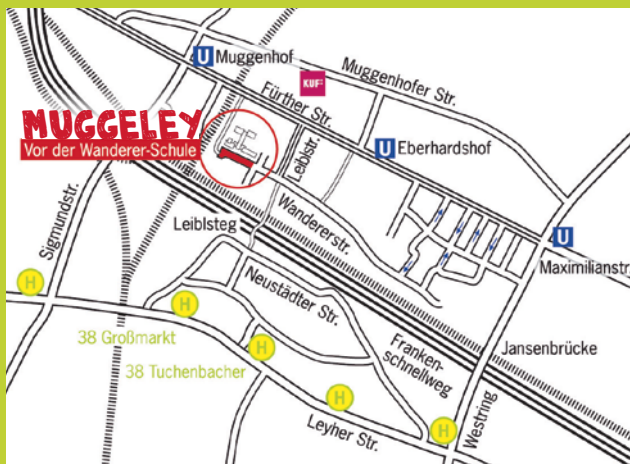 U Muggenhof
Muggenhofer Str.
KUF
Fürther Str.
MUGGELEY
Vor der Wanderer-Schule
Leiblstr.
U Eberhardshof
Sigmundstr.
Leiblsteg
Wandererstr.
U
Maximilianstr.
H
Neustädter Str.
H
38 Großmarkt
H
38 Tuchenbacher
Franken-
schnellweg
Jansenbrücke
H
Leyher Str.
H
Westring